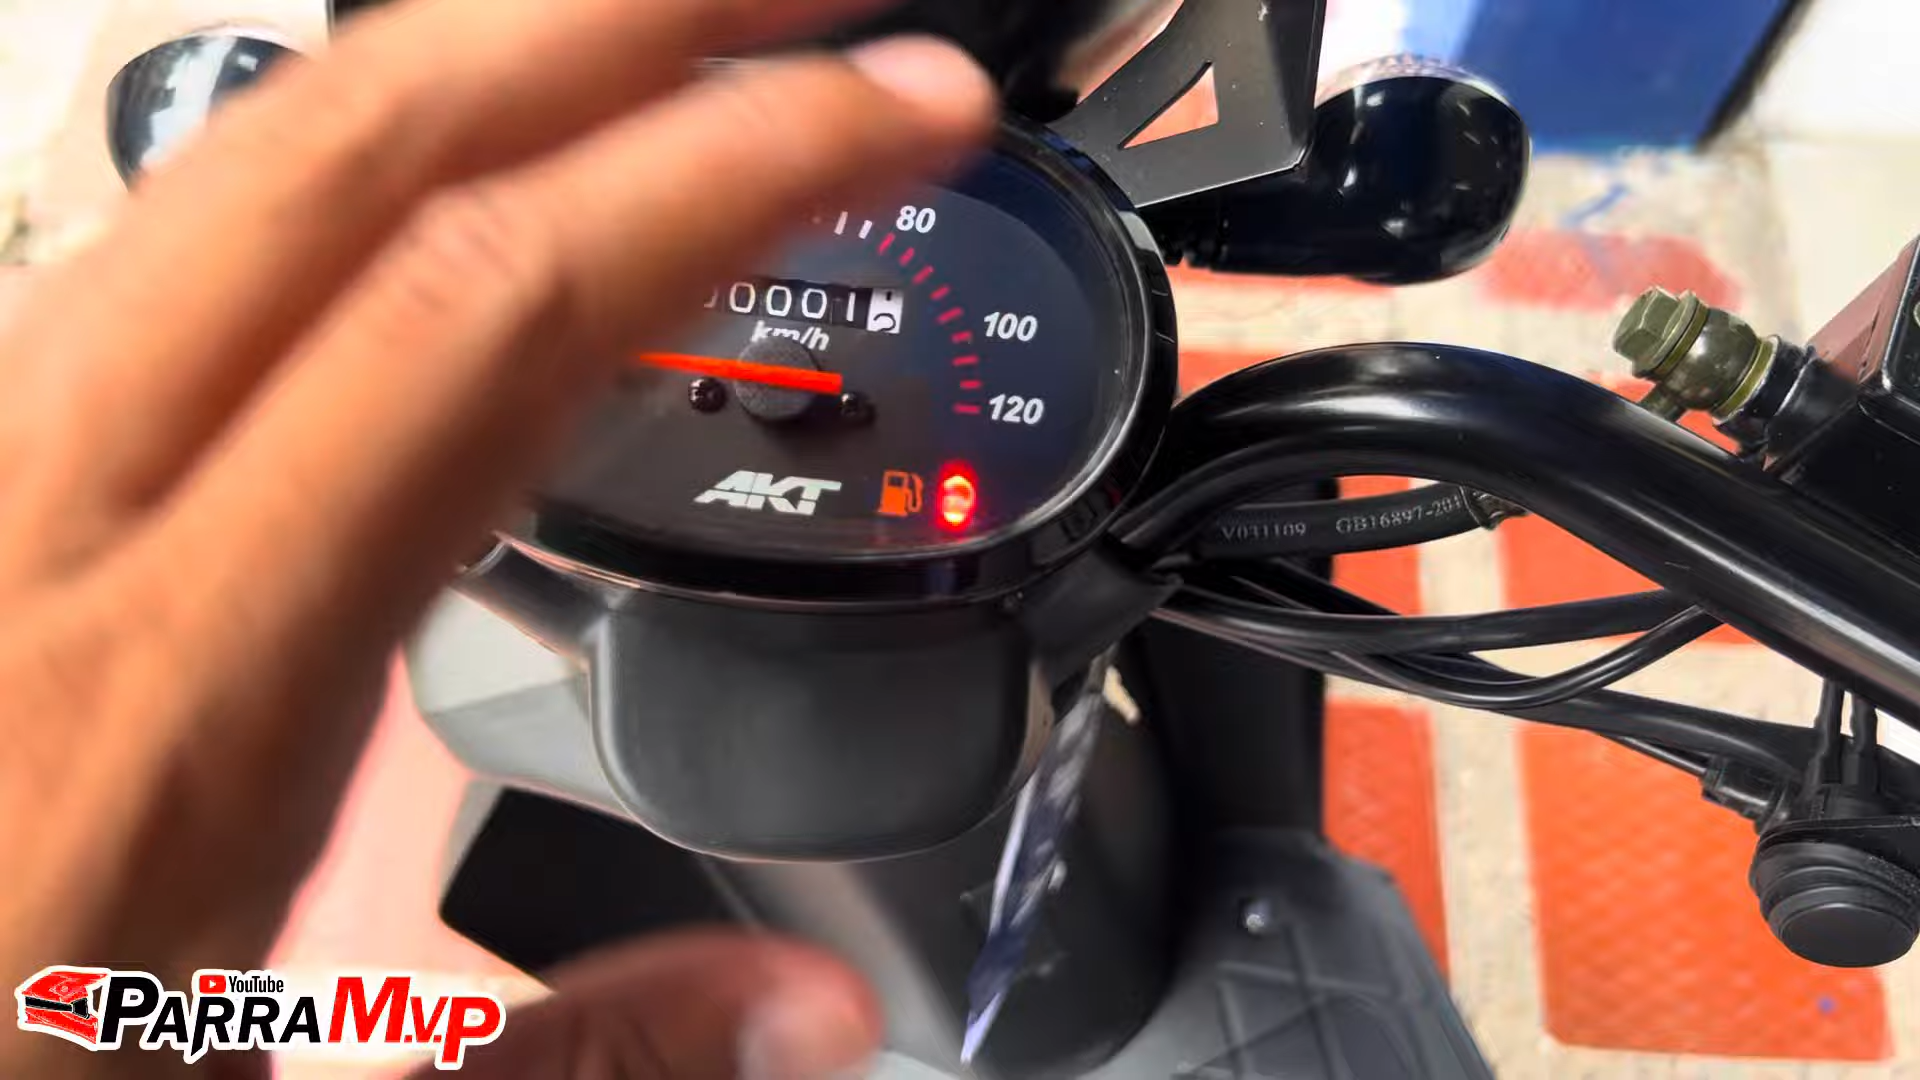 80
00001
km/h
100
120
AKT
V031109 GB16897-201
YouTube
PARRA M.V.P